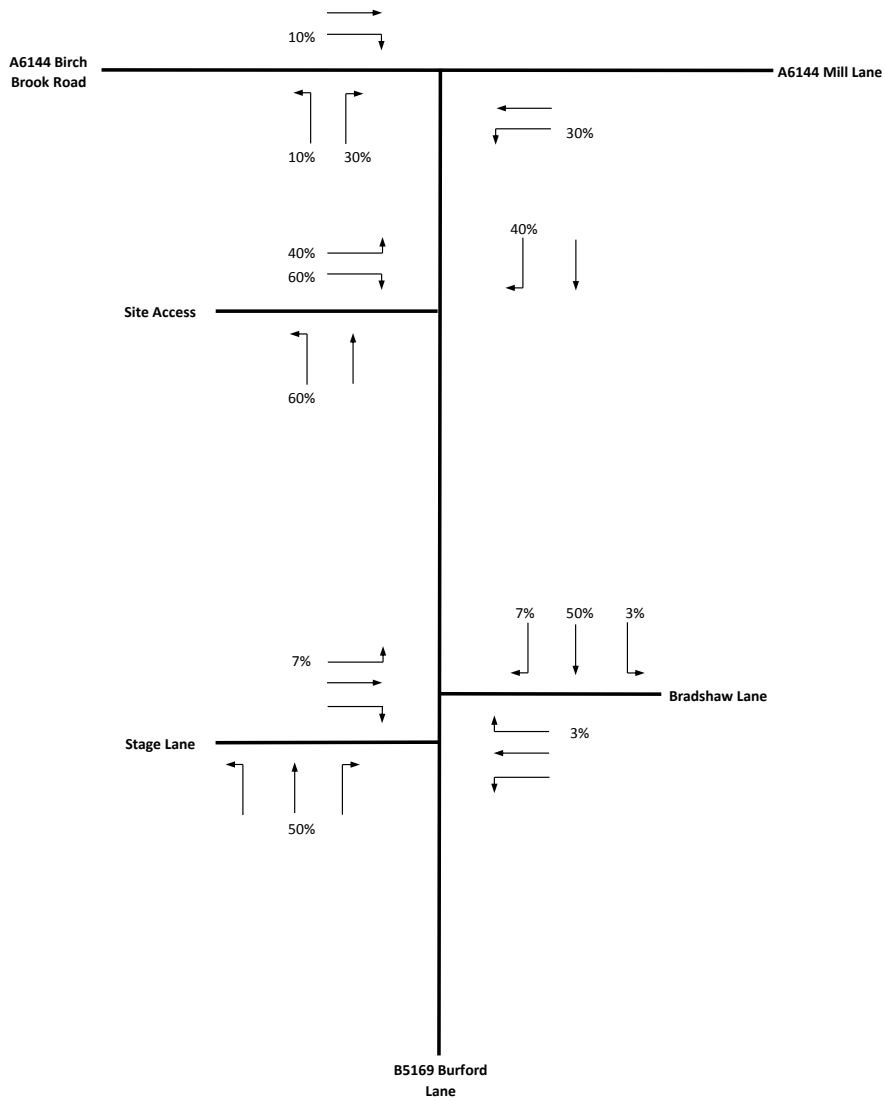 10%
A6144 Birch
Brook Road
A6144 Mill Lane
30%
10%
30%
40%
40%
60%
Site Access
60%
7%
50%
3%
7%
Bradshaw Lane
3%
Stage Lane
50%
B5169 Burford
Lane